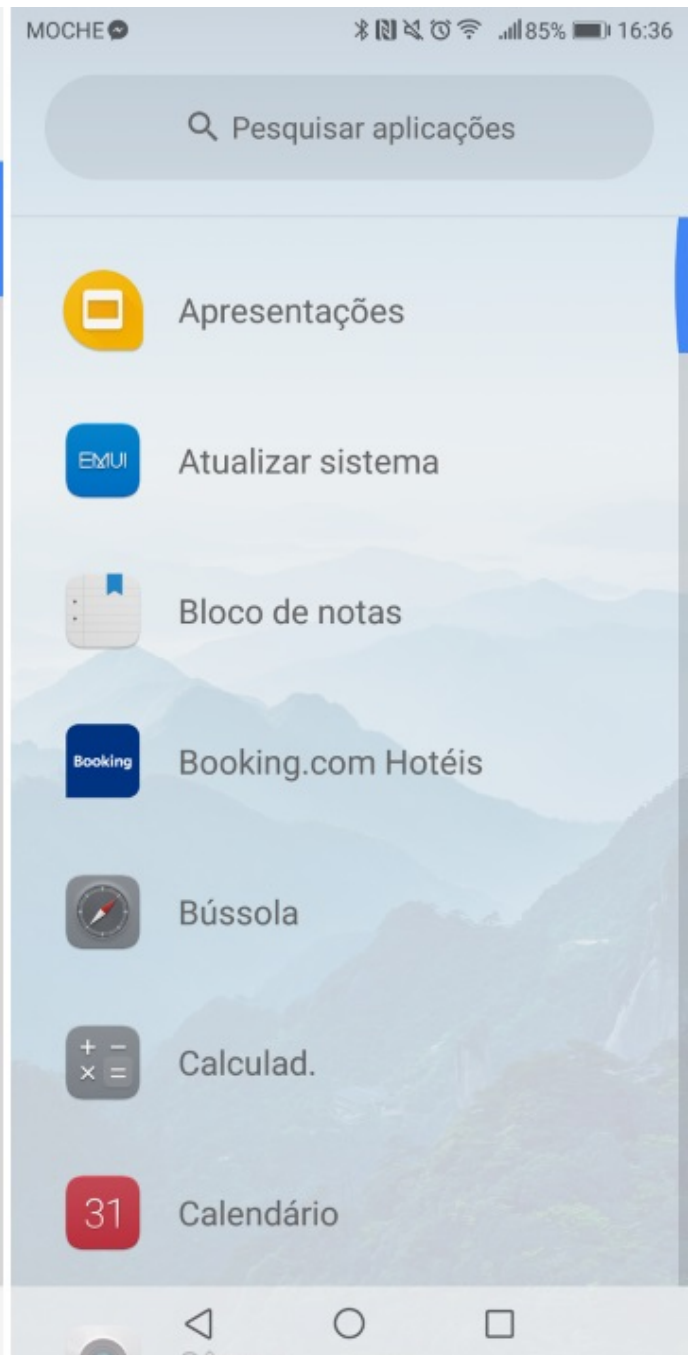 MOCHE 85% 16:36
Pesquisar aplicações
Apresentações
EMUI Atualizar sistema
Bloco de notas
Booking Booking.com Hotéis
Bússola
Calculad.
31 Calendário